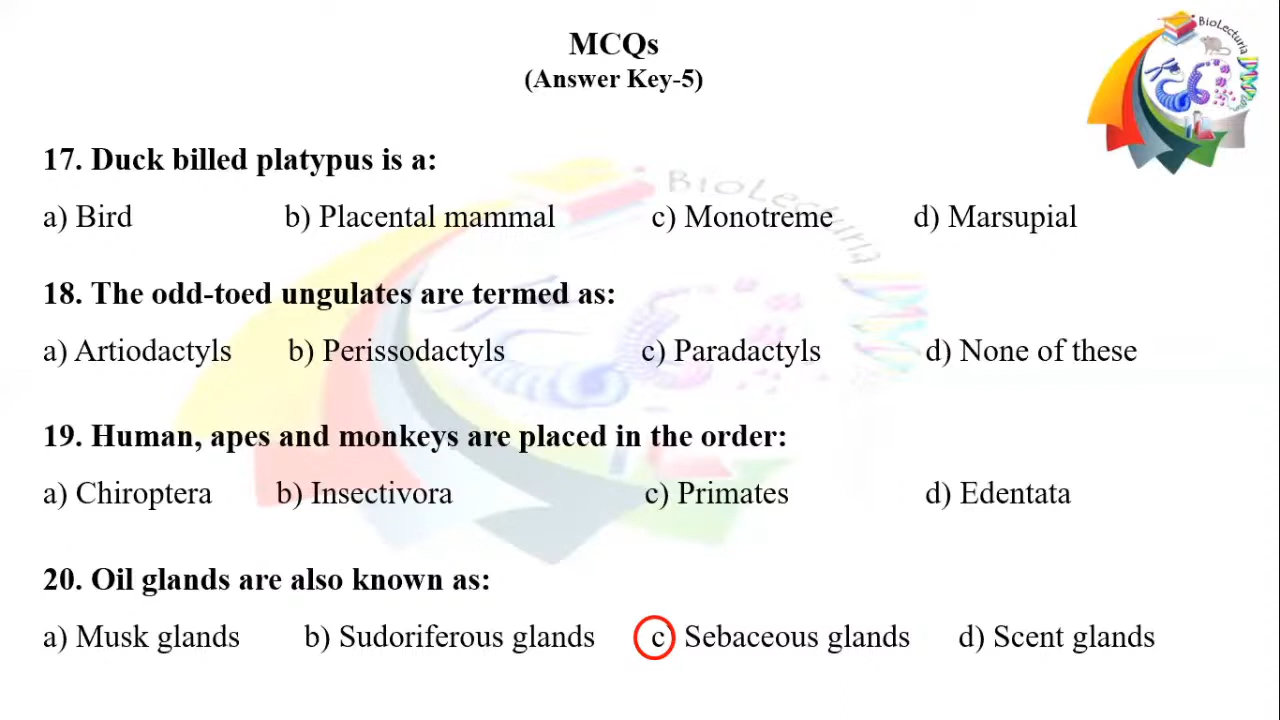 MCQs
(Answer Key-5)
BioLecturia
17. Duck billed platypus is a:
a) Bird b) Placental mammal c) Monotreme d) Marsupial
BioLecturia
18. The odd-toed ungulates are termed as:
a) Artiodactyls b) Perissodactyls c) Paradactyls d) None of these
19. Human, apes and monkeys are placed in the order:
a) Chiroptera b) Insectivora c) Primates d) Edentata
20. Oil glands are also known as:
a) Musk glands b) Sudoriferous glands c) Sebaceous glands d) Scent glands